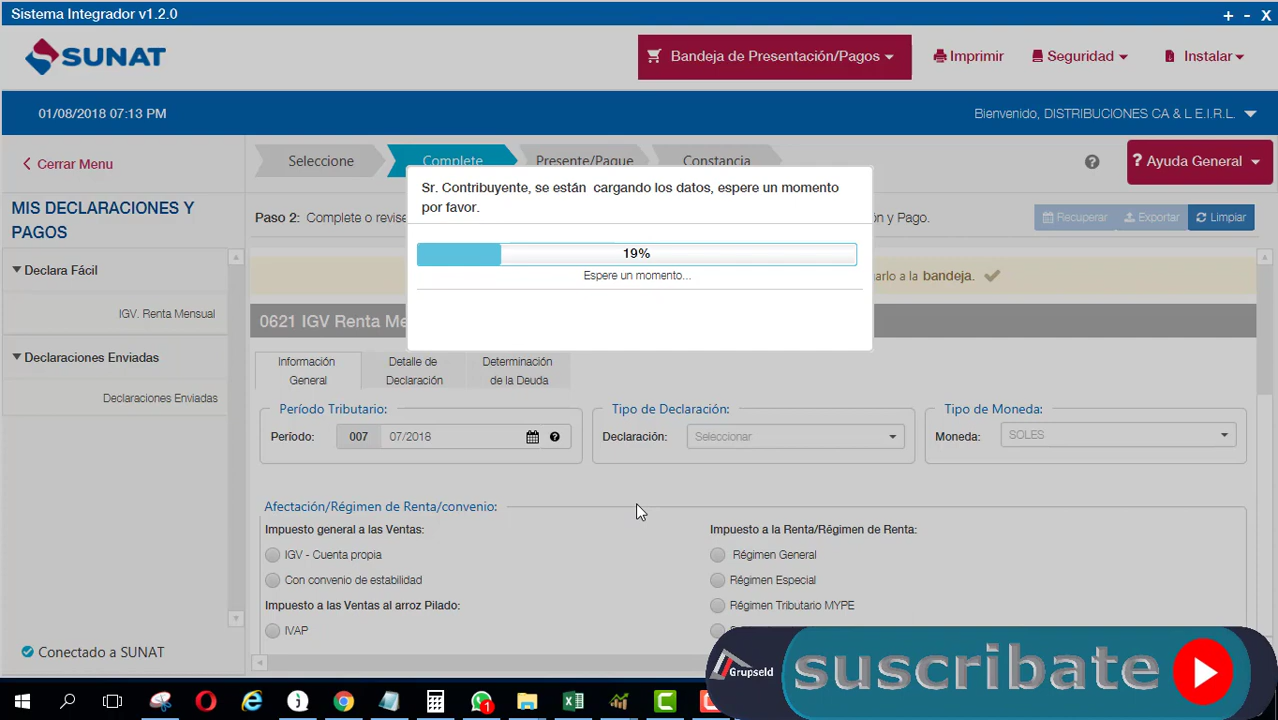 Sistema Integrador v1.2.0
+ - X
SUNAT
Bandeja de Presentación/Pagos
Imprimir
Seguridad
Instalar
01/08/2018 07:13 PM
Bienvenido, DISTRIBUCIONES CA & L E.I.R.L.
Cerrar Menu
Seleccione
Complete
Presente/Pague
Constancia
? Ayuda General
MIS DECLARACIONES Y
PAGOS
Sr. Contribuyente, se están cargando los datos, espere un momento
por favor.
19%
Espere un momento...
Paso 2: Complete o revise
ón y Pago.
Recuperar
Exportar
Limpiar
Declara Fácil
IGV. Renta Mensual
Declaraciones Enviadas
Declaraciones Enviadas
arlo a la bandeja.
0621 IGV Renta Me
Información
General
Detalle de
Declaración
Determinación
de la Deuda
Período Tributario:
Período: 007 07/2018
Tipo de Declaración:
Declaración: Seleccionar
Tipo de Moneda:
Moneda: SOLES
Afectación/Régimen de Renta/convenio:
Impuesto general a las Ventas:
IGV - Cuenta propia
Con convenio de estabilidad
Impuesto a las Ventas al arroz Pilado:
IVAP
Impuesto a la Renta/Régimen de Renta:
Régimen General
Régimen Especial
Régimen Tributario MYPE
Conectado a SUNAT
Grupseld
suscribate
1